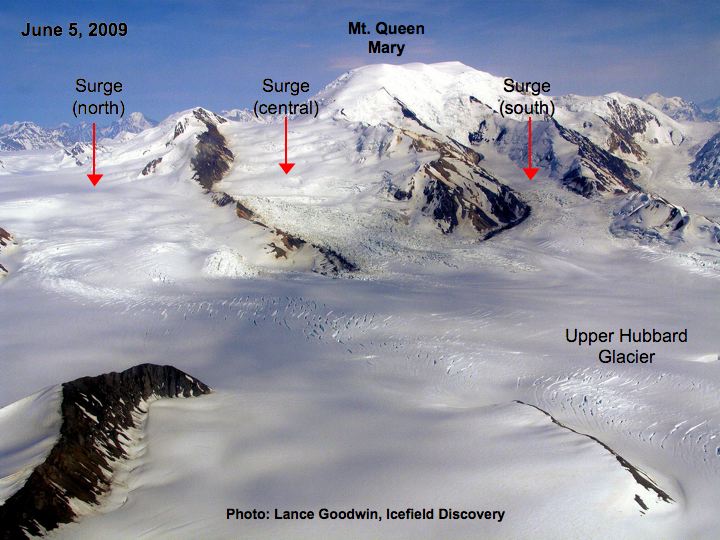 June 5, 2009
Mt. Queen
Mary
Surge
(north)
Surge
(central)
Surge
(south)
Upper Hubbard
Glacier
Photo: Lance Goodwin, Icefield Discovery